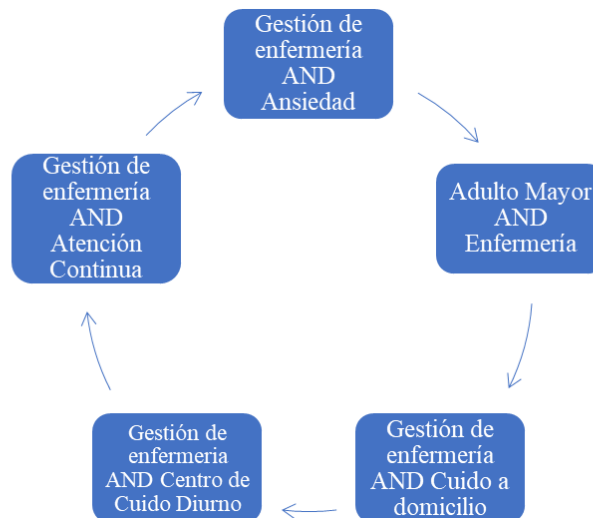 Gestión de
enfermería
AND
Ansiedad
Adulto Mayor
AND
Enfermería
Gestión de
enfermería
AND Cuido a
domicilio
Gestión de
enfermeria
AND Centro de
Cuido Diurno
Gestión de
enfermería
AND
Atención
Continua